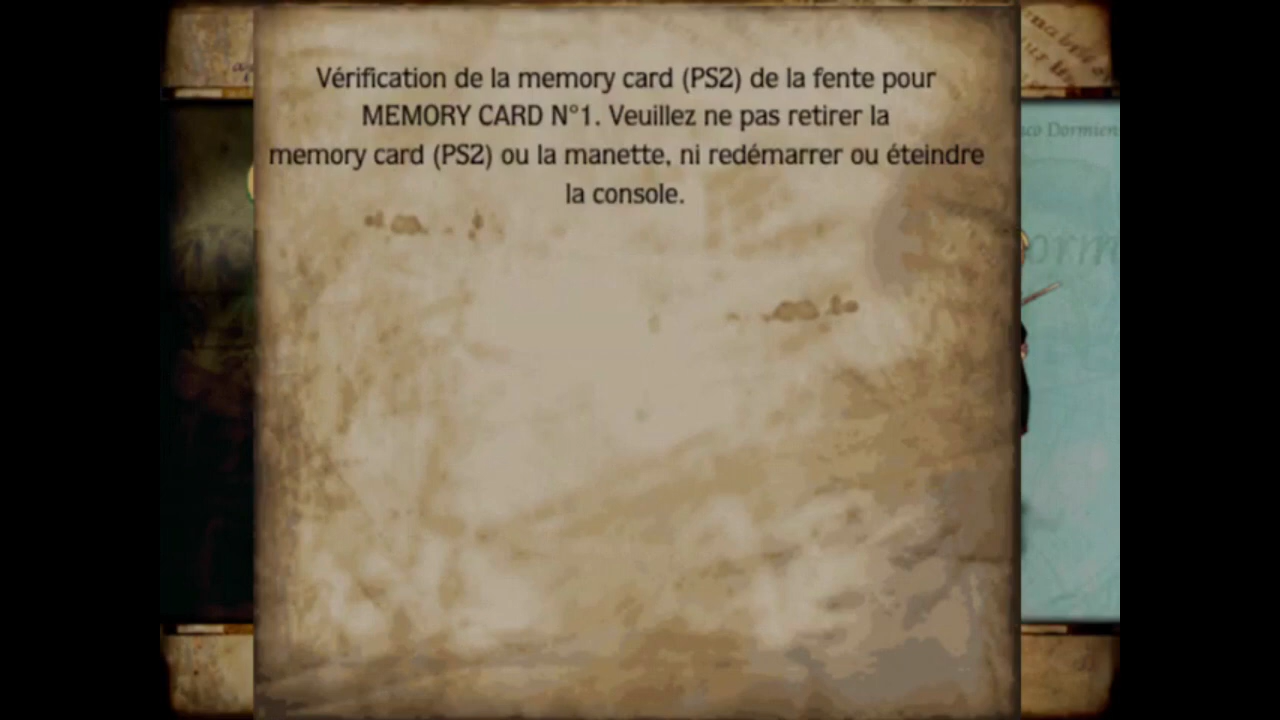 Vérification de la memory card (PS2) de la fente pour
MEMORY CARD N°1. Veuillez ne pas retirer la
memory card (PS2) ou la manette, ni redémarrer ou éteindre
la console.